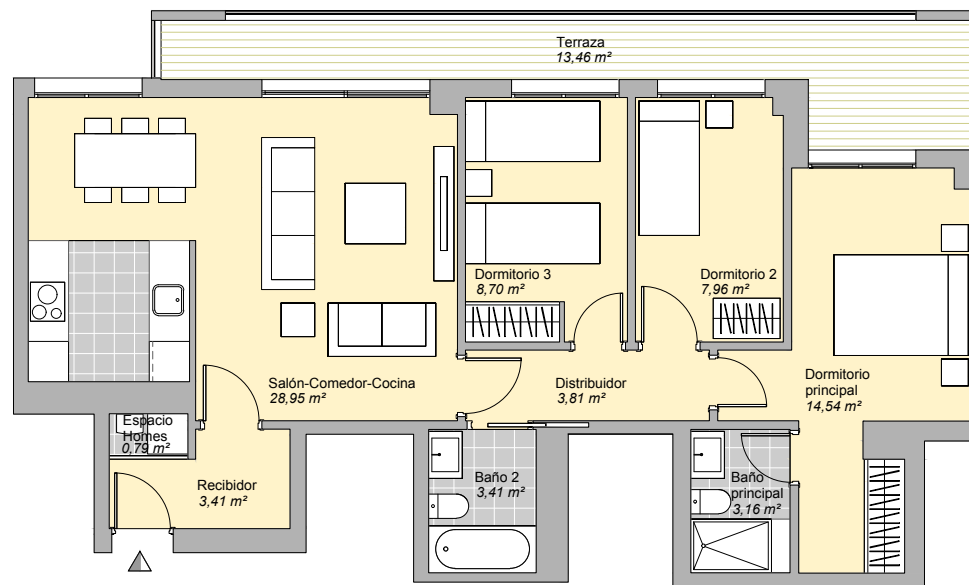 Terraza
13,46 m²
Dormitorio 3
8,70 m²
Dormitorio 2
7,96 m²
Salón-Comedor-Cocina
28,95 m²
Distribuidor
3,81 m²
Dormitorio
principal
14,54 m²
Espacio
Homes
0,79 m²
Recibidor
3,41 m²
Baño 2
3,41 m²
Baño
principal
3,16 m²